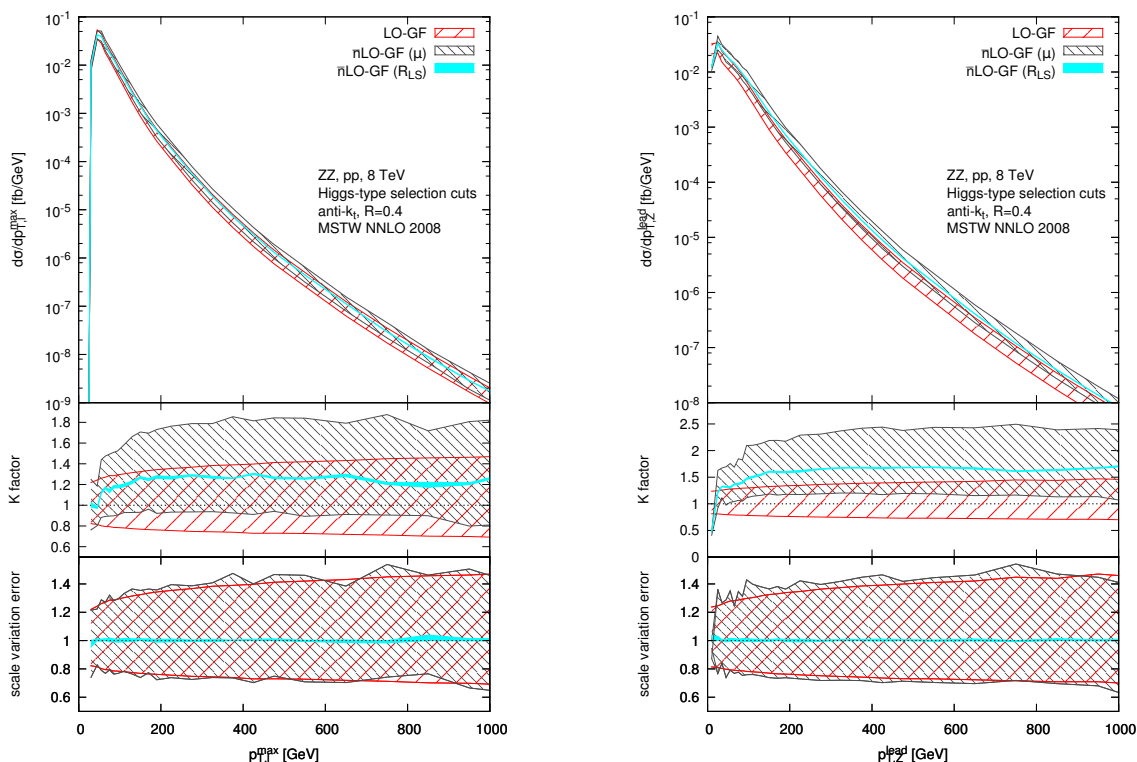 LO-GF
n̄LO-GF (μ)
n̄LO-GF (R_LS)
ZZ, pp, 8 TeV
Higgs-type selection cuts
anti-k_t, R=0.4
MSTW NNLO 2008
dσ/dp_{T,l}^{max} [fb/GeV]
10^{-1}
10^{-2}
10^{-3}
10^{-4}
10^{-5}
10^{-6}
10^{-7}
10^{-8}
10^{-9}
K factor
1.8
1.4
1.2
1
0.8
0.6
scale variation error
1.4
1.2
1
0.8
0.6
0
200
400
600
800
1000
p_{T,l}^{max} [GeV]
LO-GF
n̄LO-GF (μ)
n̄LO-GF (R_LS)
ZZ, pp, 8 TeV
Higgs-type selection cuts
anti-k_t, R=0.4
MSTW NNLO 2008
dσ/dp_{T,Z}^{lead} [fb/GeV]
10^{-1}
10^{-2}
10^{-3}
10^{-4}
10^{-5}
10^{-6}
10^{-7}
10^{-8}
K factor
2.5
2
1.5
1
0.5
0
scale variation error
1.4
1.2
1
0.8
0.6
0
200
400
600
800
1000
p_{T,Z}^{lead} [GeV]